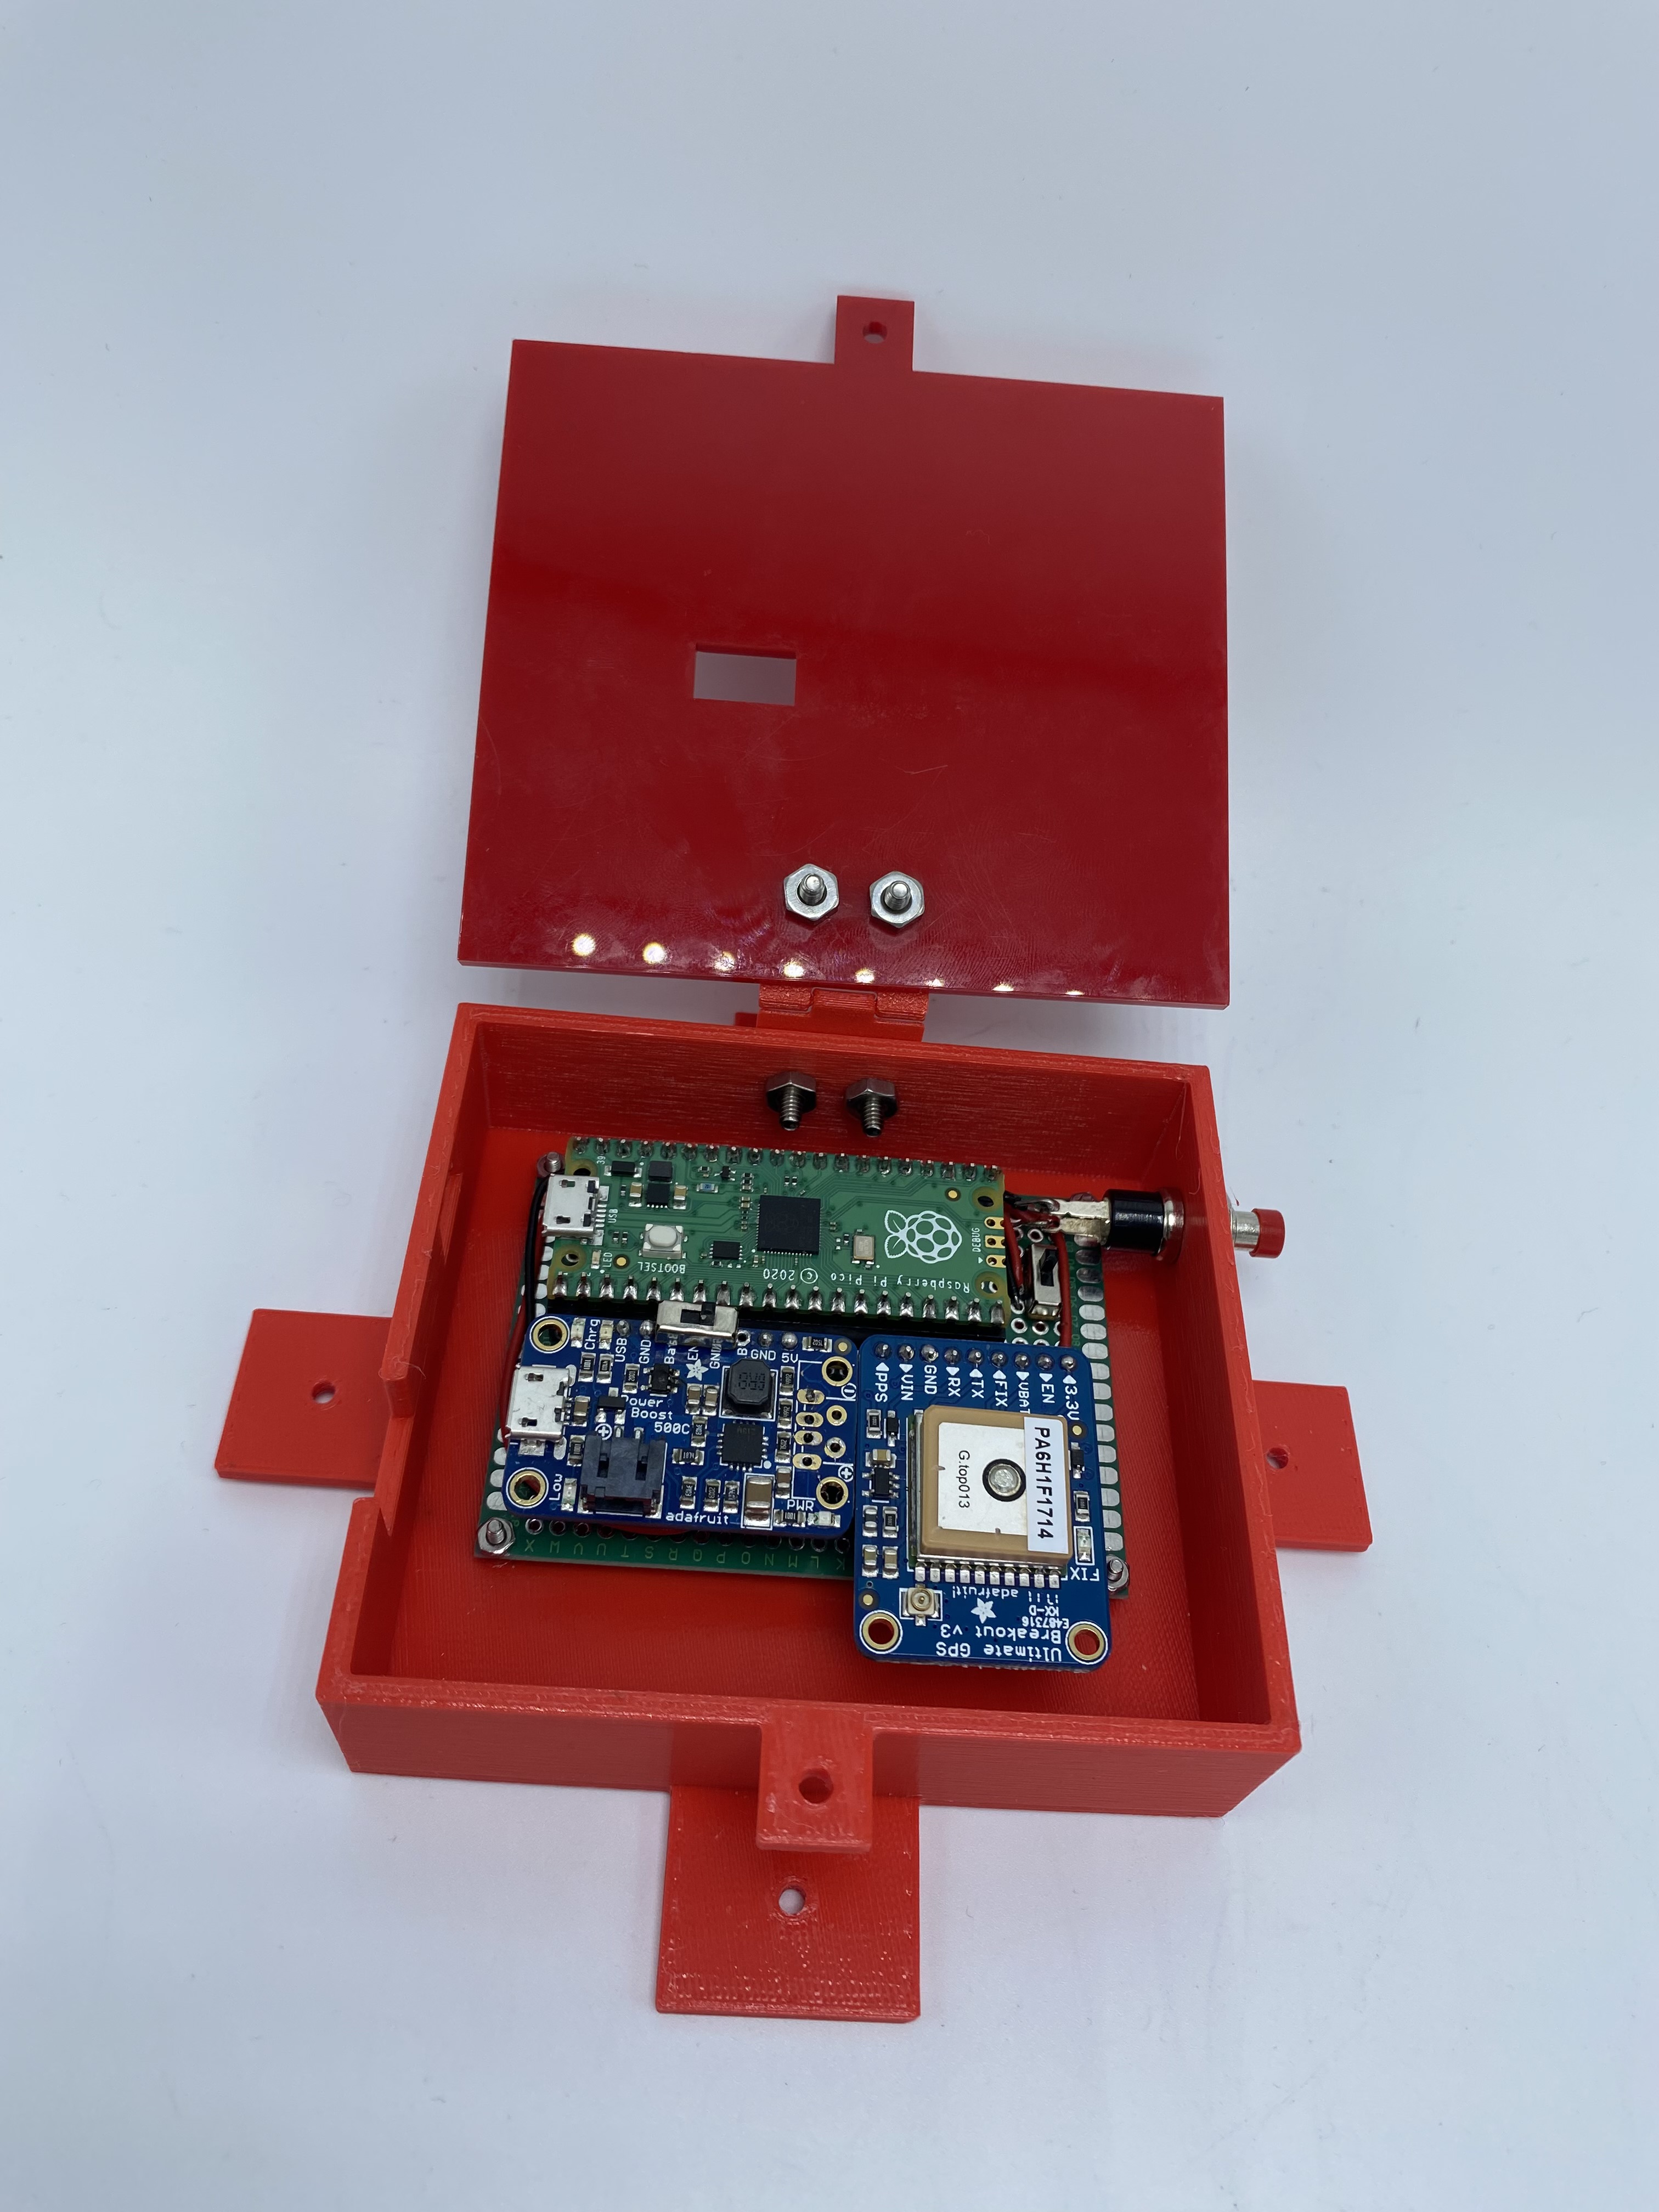 39
USB
LED
BOOTSEL
DEBUG
Raspberry Pi Pico © 2020
Chrg
USB
GND
Bat
EN
GND
B
GND
5V
Power
Boost
500C
Low
PWR
adafruit
PPS
VIN
GND
RX
TX
FIX
VBAT
EN
3.3V
PA6H1F1714
G.top013
FIX
adafruit!
KX-D
E487316
Ultimate GPS
Breakout v3
X W V U T S R Q P O N M L K